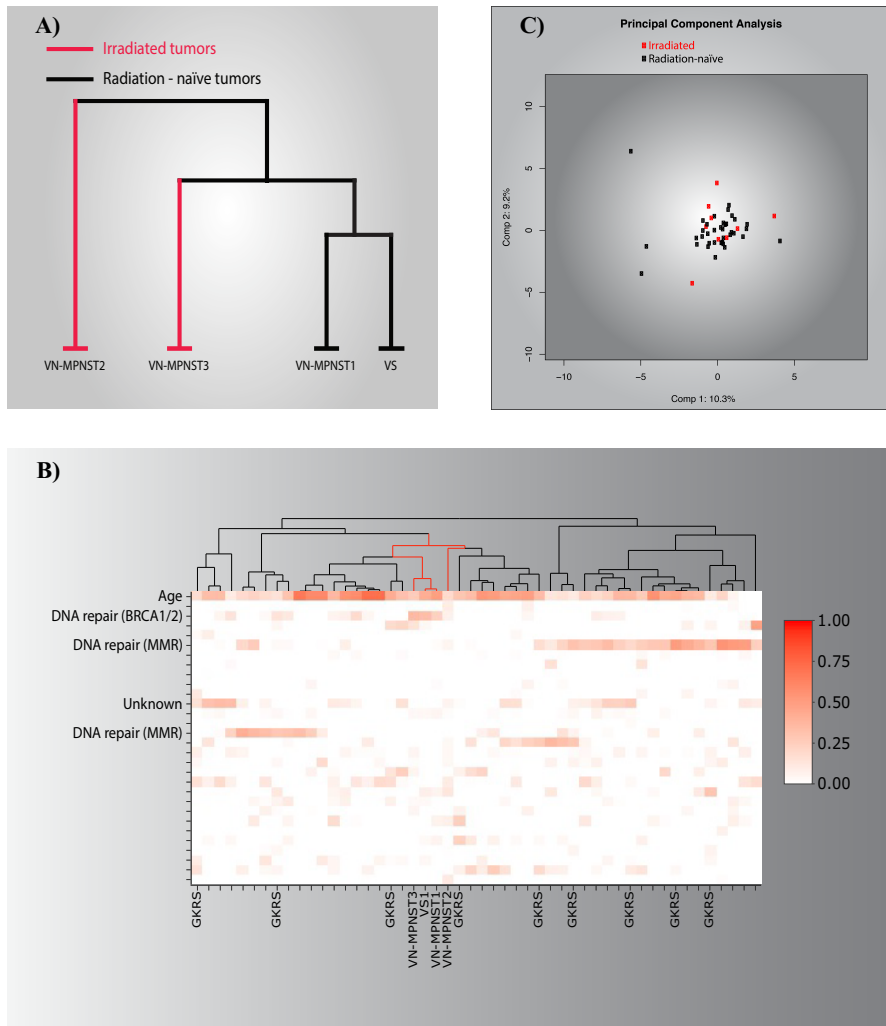 A)
Irradiated tumors
Radiation - naïve tumors
VN-MPNST2
VN-MPNST3
VN-MPNST1
VS
C)
Principal Component Analysis
Irradiated
Radiation-naïve
10
5
0
−5
−10
Comp 2: 9.2%
−10
−5
0
5
Comp 1: 10.3%
B)
Age
DNA repair (BRCA1/2)
DNA repair (MMR)
Unknown
DNA repair (MMR)
1.00
0.75
0.50
0.25
0.00
GKRS
GKRS
GKRS
VN-MPNST3
VS1
VN-MPNST1
VN-MPNST2
GKRS
GKRS
GKRS
GKRS
GKRS
GKRS